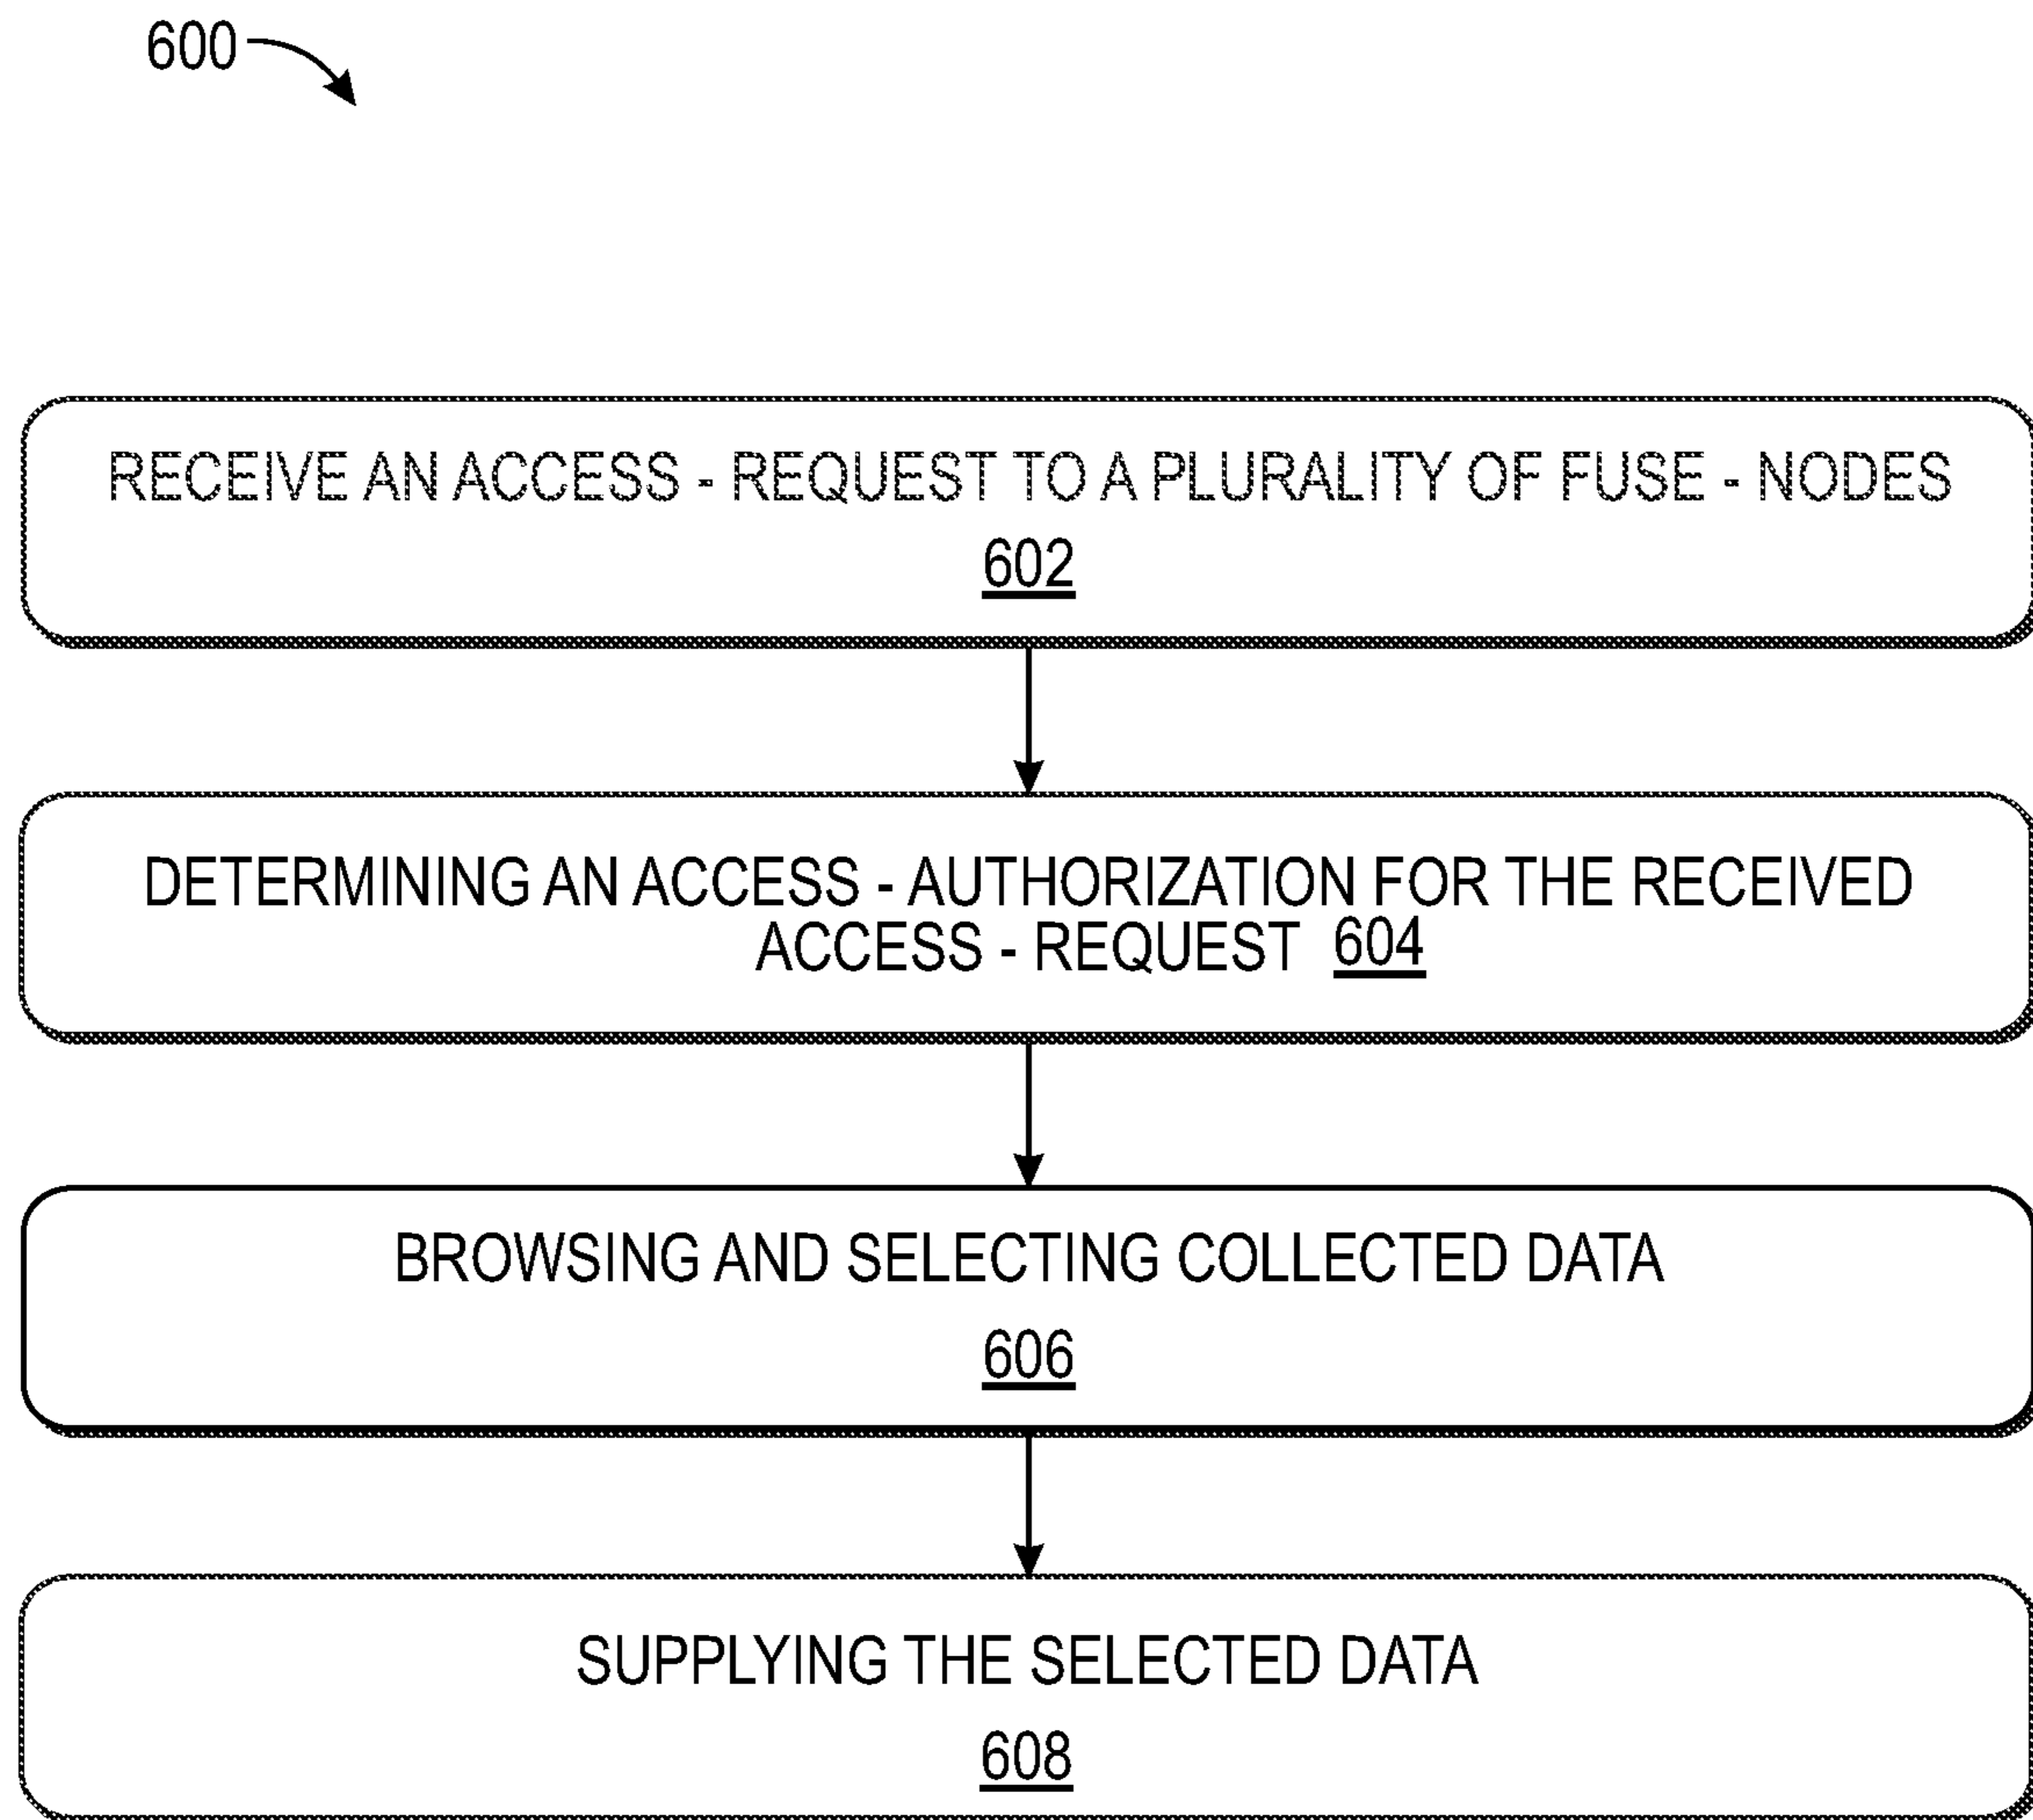 600
RECEIVE AN ACCESS - REQUEST TO A PLURALITY OF FUSE - NODES
602
DETERMINING AN ACCESS - AUTHORIZATION FOR THE RECEIVED
ACCESS - REQUEST 604
BROWSING AND SELECTING COLLECTED DATA
606
SUPPLYING THE SELECTED DATA
608